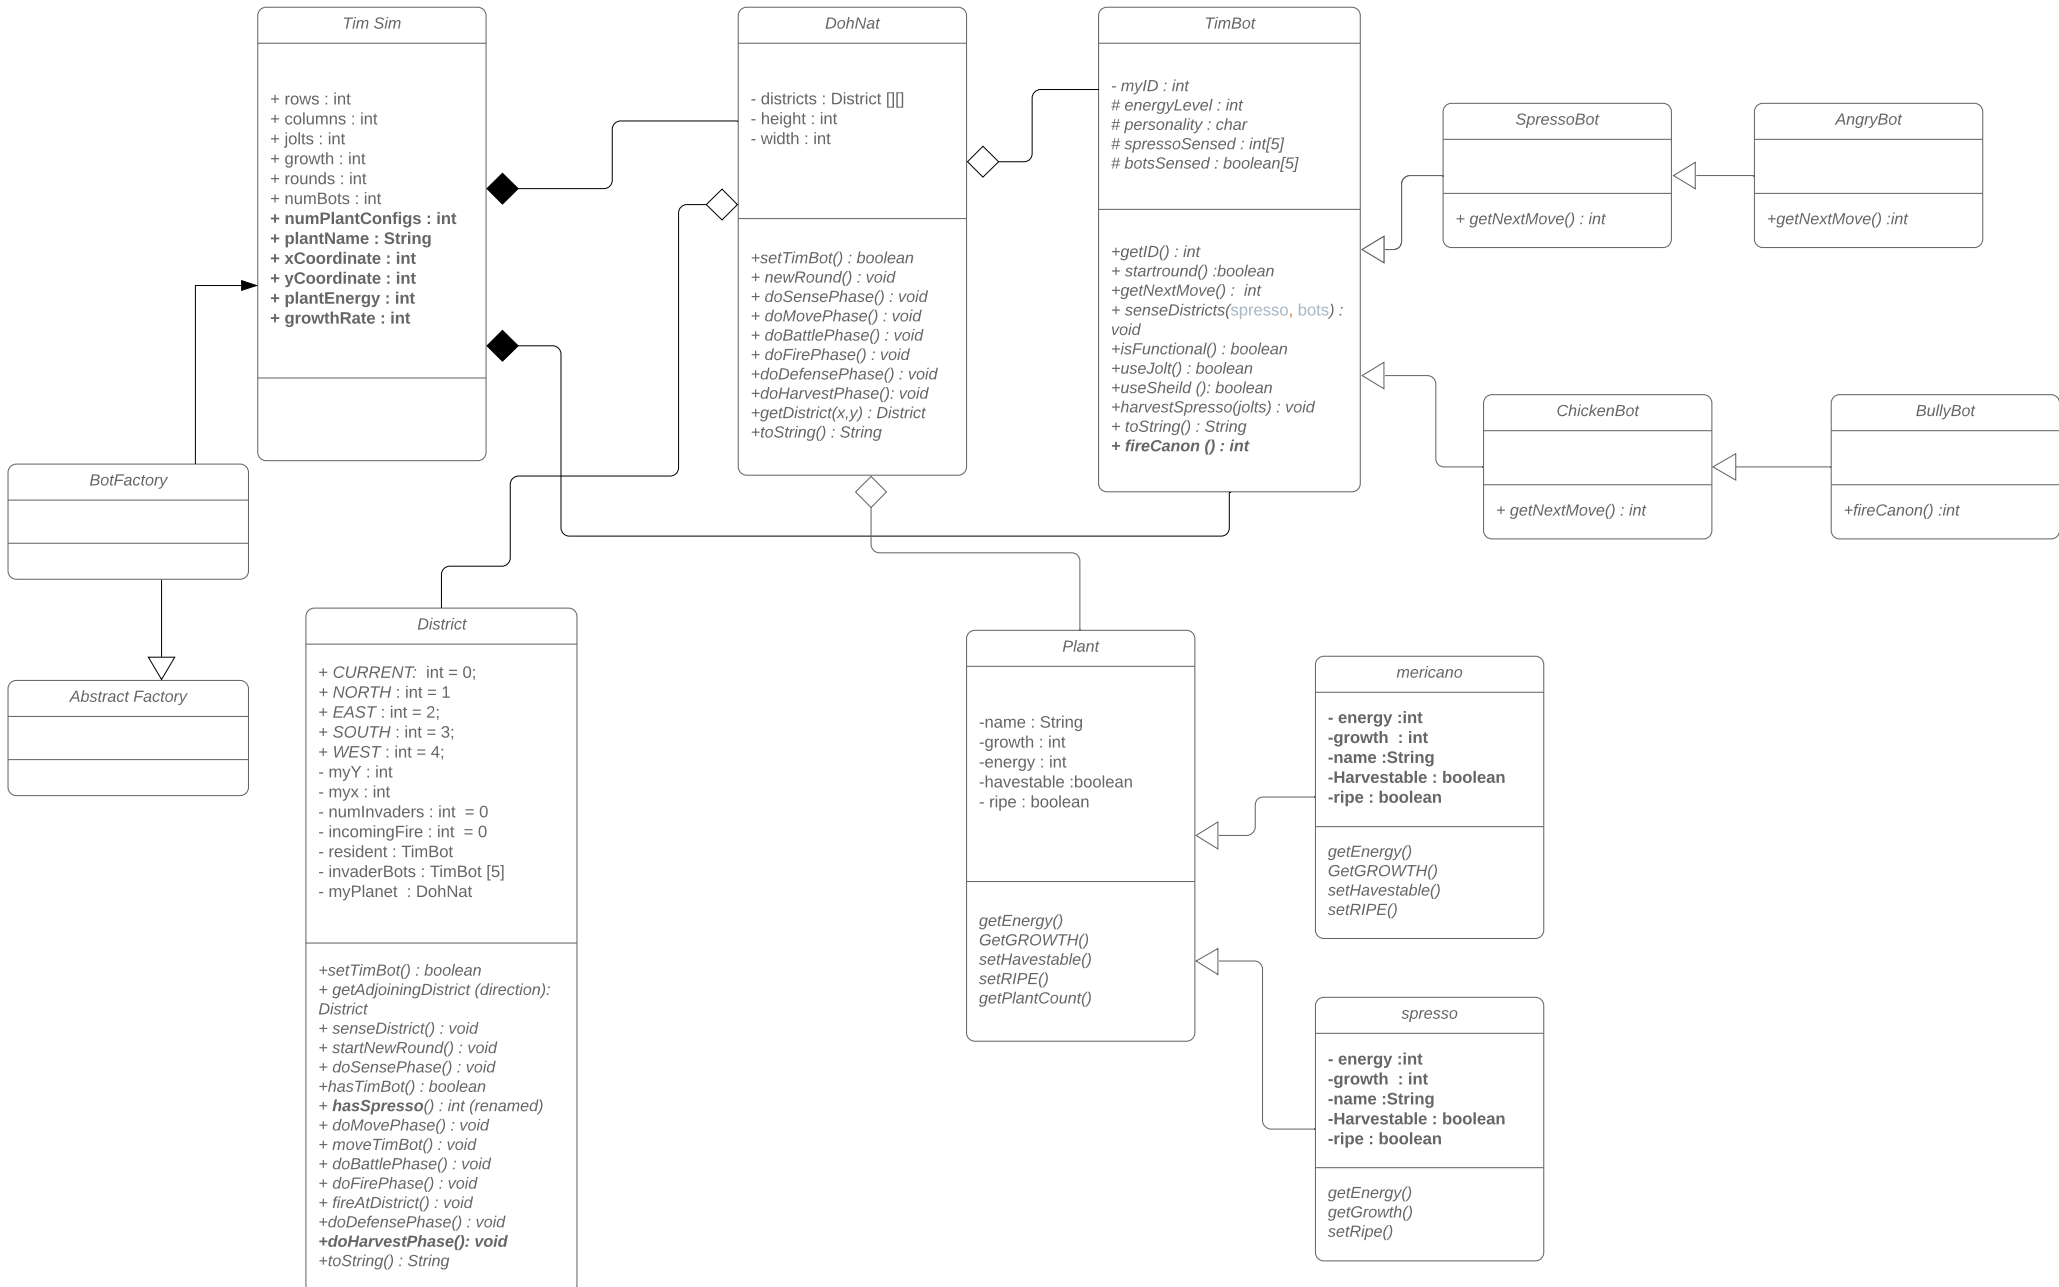 Tim Sim
+ rows : int
+ columns : int
+ jolts : int
+ growth : int
+ rounds : int
+ numBots : int
+ numPlantConfigs : int
+ plantName : String
+ xCoordinate : int
+ yCoordinate : int
+ plantEnergy : int
+ growthRate : int
DohNat
- districts : District [][]
- height : int
- width : int
+setTimBot() : boolean
+ newRound() : void
+ doSensePhase() : void
+ doMovePhase() : void
+ doBattlePhase() : void
+ doFirePhase() : void
+doDefensePhase() : void
+doHarvestPhase(): void
+getDistrict(x,y) : District
+toString() : String
TimBot
- myID : int
# energyLevel : int
# personality : char
# spressoSensed : int[5]
# botsSensed : boolean[5]
+getID() : int
+ startround() :boolean
+getNextMove() :  int
+ senseDistricts(spresso, bots) :
void
+isFunctional() : boolean
+useJolt() : boolean
+useSheild (): boolean
+harvestSpresso(jolts) : void
+ toString() : String
+ fireCanon () : int
SpressoBot
+ getNextMove() : int
AngryBot
+getNextMove() :int
ChickenBot
+ getNextMove() : int
BullyBot
+fireCanon() :int
BotFactory
Abstract Factory
District
+ CURRENT:  int = 0;
+ NORTH : int = 1
+ EAST : int = 2;
+ SOUTH : int = 3;
+ WEST : int = 4;
- myY : int
- myx : int
- numInvaders : int  = 0
- incomingFire : int  = 0
- resident : TimBot
- invaderBots : TimBot [5]
- myPlanet  : DohNat
+setTimBot() : boolean
+ getAdjoiningDistrict (direction):
District
+ senseDistrict() : void
+ startNewRound() : void
+ doSensePhase() : void
+hasTimBot() : boolean
+ hasSpresso() : int (renamed)
+ doMovePhase() : void
+ moveTimBot() : void
+ doBattlePhase() : void
+ doFirePhase() : void
+ fireAtDistrict() : void
+doDefensePhase() : void
+doHarvestPhase(): void
+toString() : String
Plant
-name : String
-growth : int
-energy : int
-havestable :boolean
- ripe : boolean
getEnergy()
GetGROWTH()
setHavestable()
setRIPE()
getPlantCount()
mericano
- energy :int
-growth  : int
-name :String
-Harvestable : boolean
-ripe : boolean
getEnergy()
GetGROWTH()
setHavestable()
setRIPE()
spresso
- energy :int
-growth  : int
-name :String
-Harvestable : boolean
-ripe : boolean
getEnergy()
getGrowth()
setRipe()